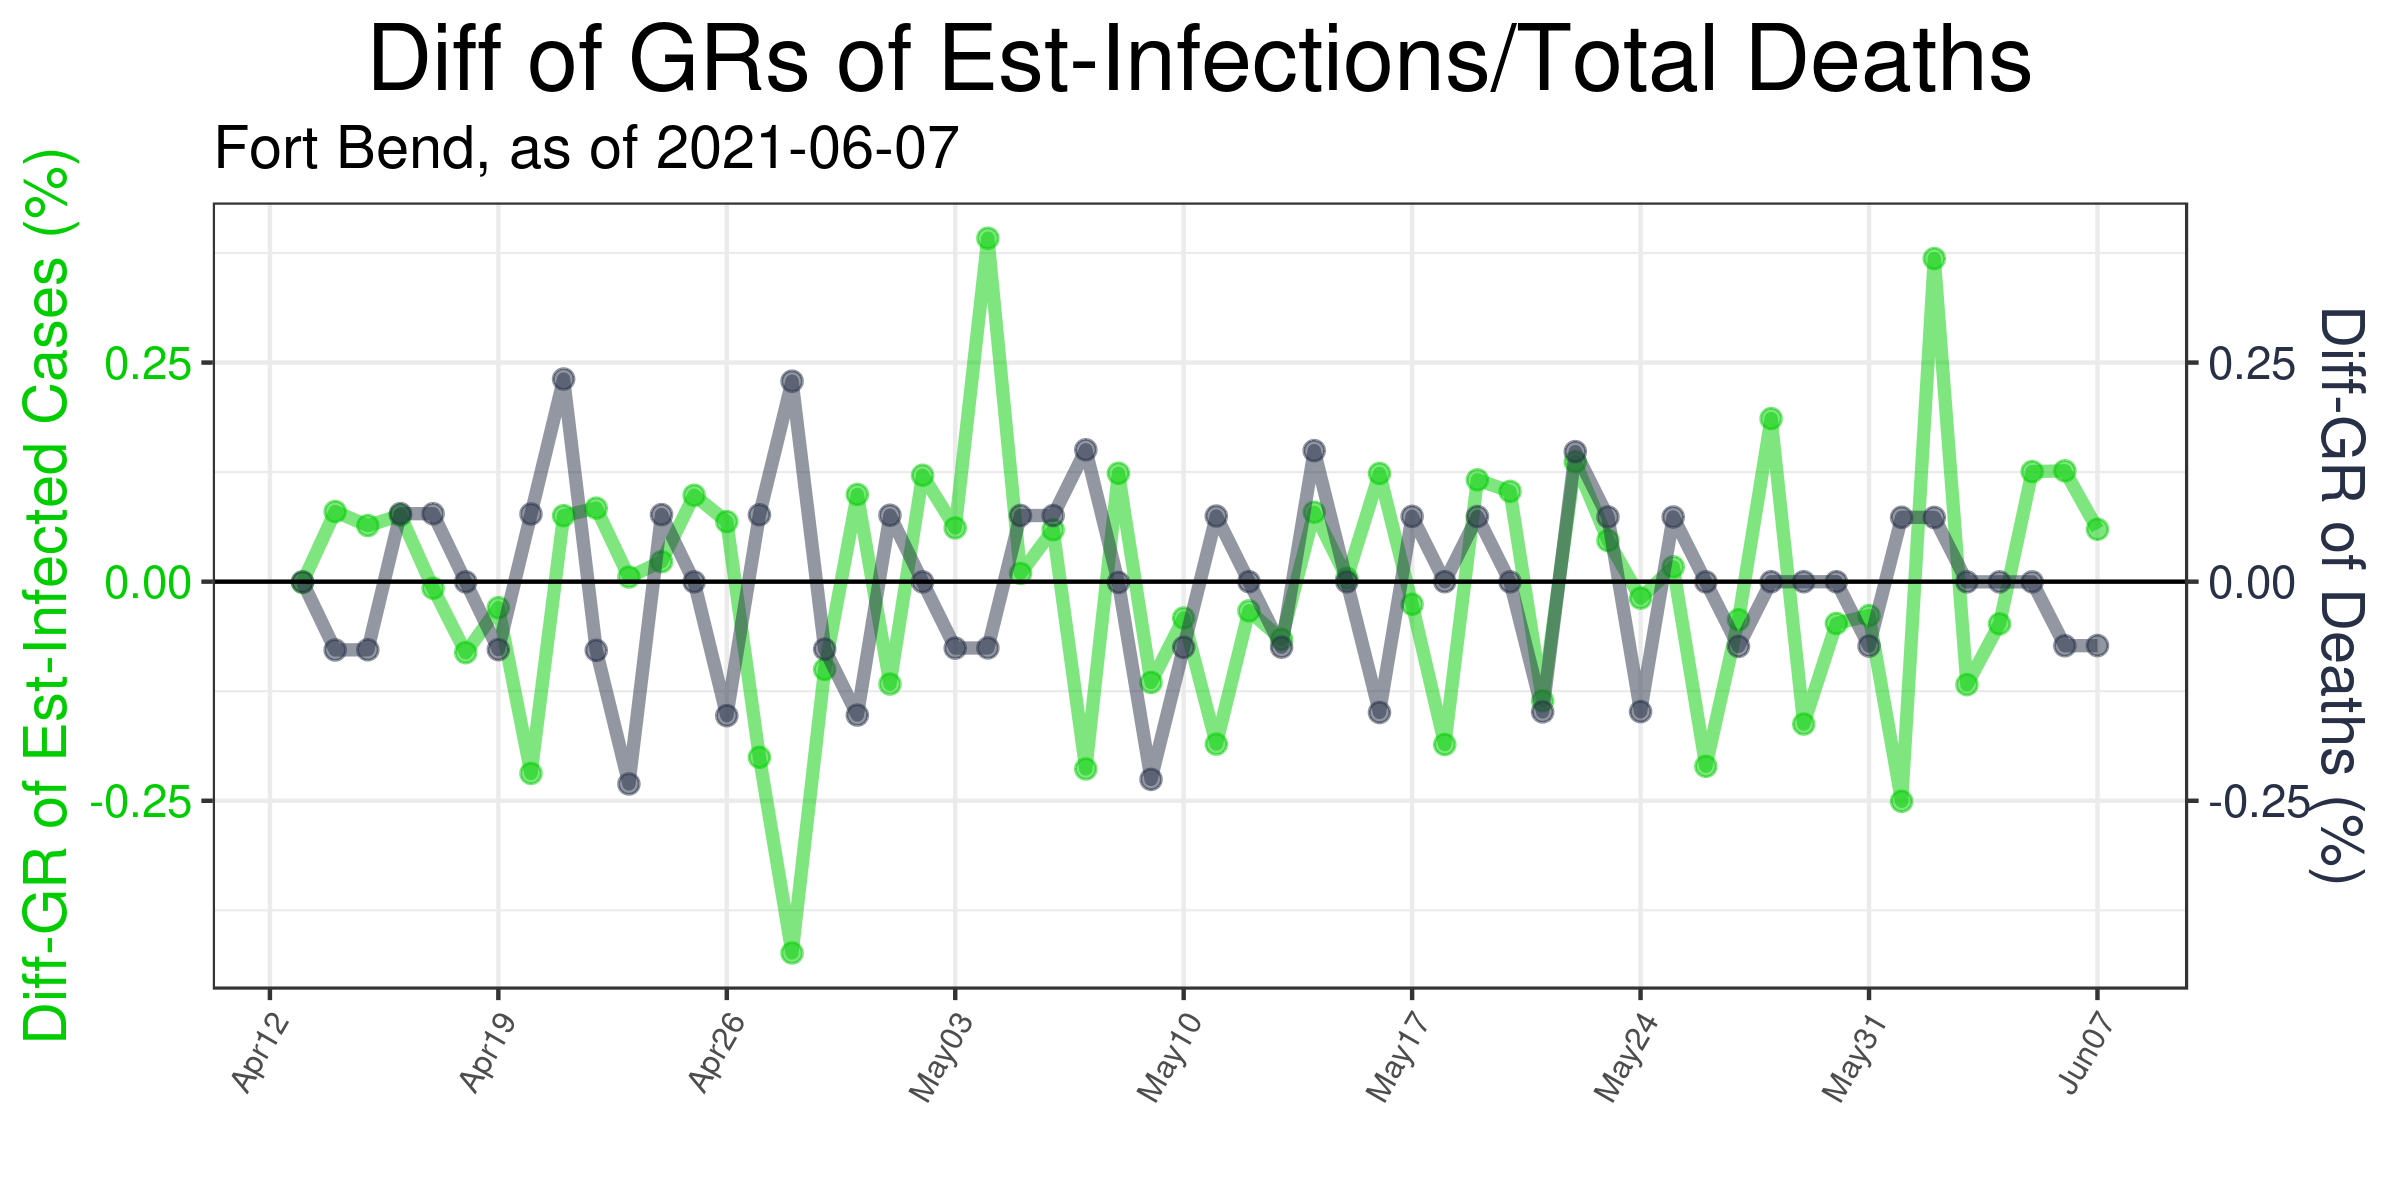 Diff of GRs of Est-Infections/Total Deaths
Fort Bend, as of 2021-06-07
Diff-GR of Est-Infected Cases (%)
0.25
0.00
-0.25
0.25
0.00
-0.25
Diff-GR of Deaths (%)
Apr12
Apr19
Apr26
May03
May10
May17
May24
May31
Jun07